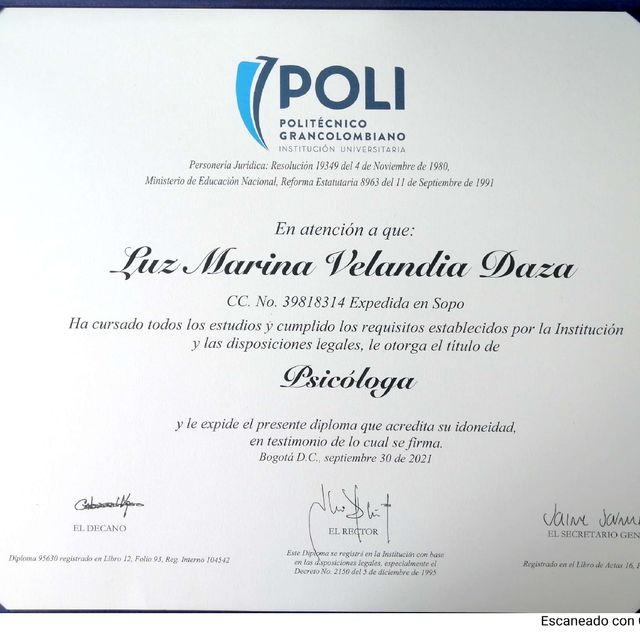 POLI
POLITÉCNICO
GRANCOLOMBIANO
INSTITUCIÓN UNIVERSITARIA
Personería Jurídica: Resolución 19349 del 4 de Noviembre de 1980,
Ministerio de Educación Nacional, Reforma Estatutaria 8963 del 11 de Septiembre de 1991
En atención a que:
Luz Marina Velandia Daza
CC. No. 39818314 Expedida en Sopo
Ha cursado todos los estudios y cumplido los requisitos establecidos por la Institución
y las disposiciones legales, le otorga el título de
Psicóloga
y le expide el presente diploma que acredita su idoneidad,
en testimonio de lo cual se firma.
Bogotá D.C., septiembre 30 de 2021
EL DECANO
EL RECTOR
Jaime
EL SECRETARIO GEN
Diploma 95630 registrado en Libro 12, Folio 93, Reg. Interno 104542
Este Diploma se registró en la Institución con base
en las disposiciones legales, especialmente el
Decreto No. 2150 del 5 de diciembre de 1995
Registrado en el Libro de Actas 16,
Escaneado con